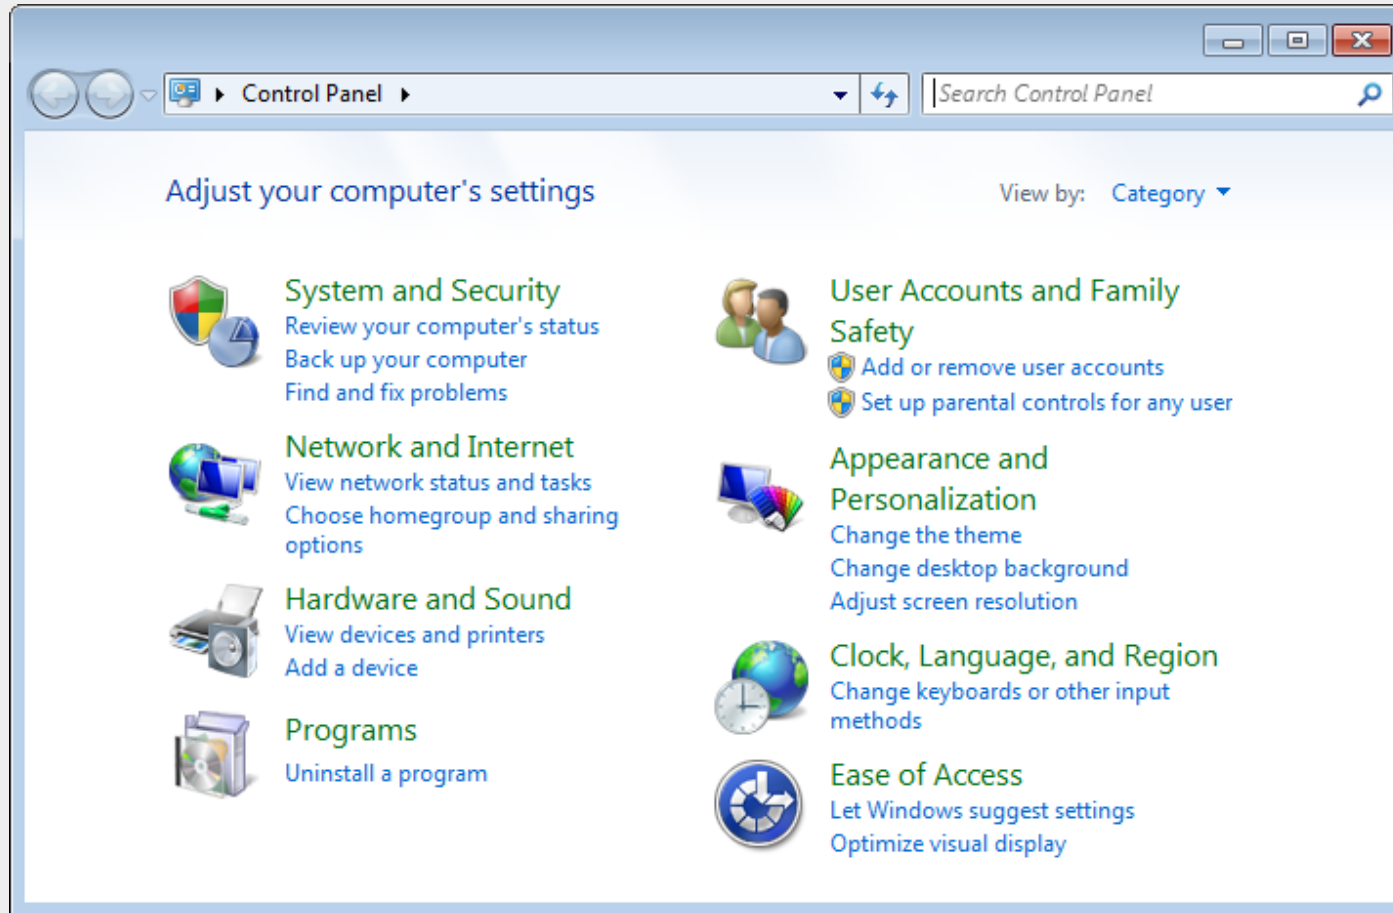 Control Panel
Search Control Panel
Adjust your computer's settings
View by: Category
System and Security
Review your computer's status
Back up your computer
Find and fix problems
Network and Internet
View network status and tasks
Choose homegroup and sharing
options
Hardware and Sound
View devices and printers
Add a device
Programs
Uninstall a program
User Accounts and Family
Safety
Add or remove user accounts
Set up parental controls for any user
Appearance and
Personalization
Change the theme
Change desktop background
Adjust screen resolution
Clock, Language, and Region
Change keyboards or other input
methods
Ease of Access
Let Windows suggest settings
Optimize visual display